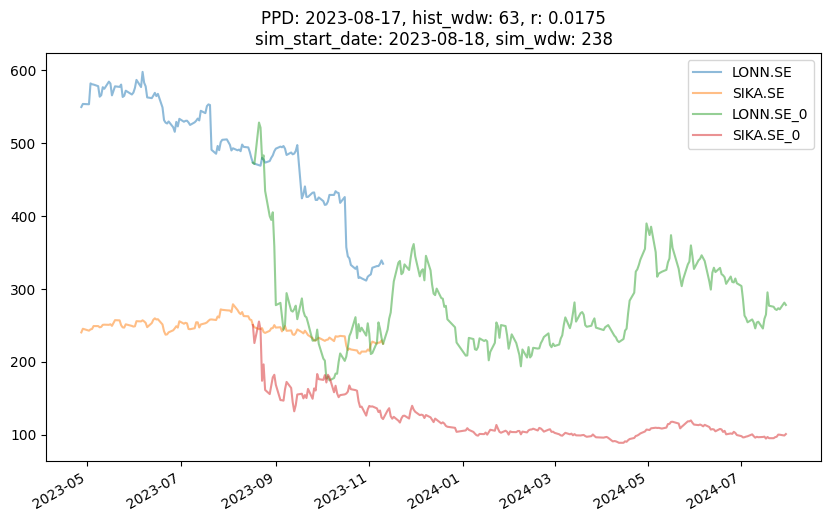 PPD: 2023-08-17, hist_wdw: 63, r: 0.0175
sim_start_date: 2023-08-18, sim_wdw: 238
LONN.SE
SIKA.SE
LONN.SE_0
SIKA.SE_0
600
500
400
300
200
100
2023-05
2023-07
2023-09
2023-11
2024-01
2024-03
2024-05
2024-07